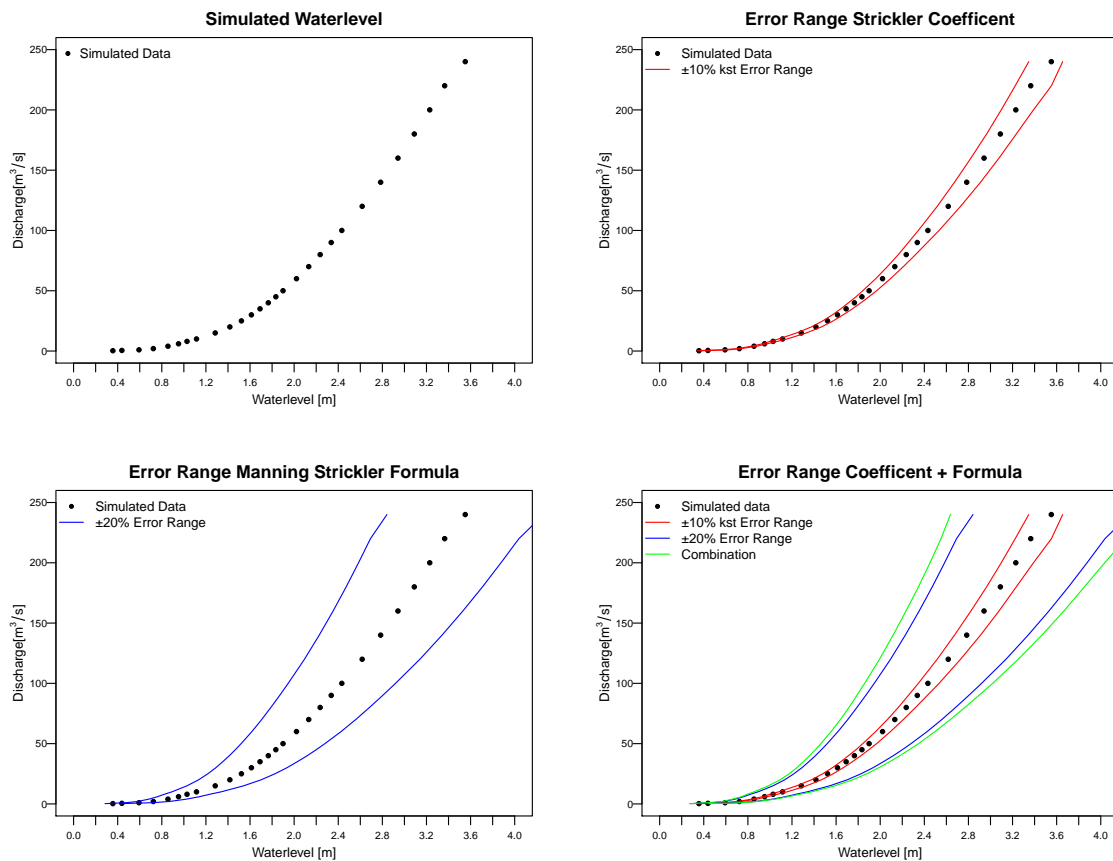 Simulated Waterlevel
Simulated Data
Discharge[m³/s]
250
200
150
100
50
0
0.0 0.4 0.8 1.2 1.6 2.0 2.4 2.8 3.2 3.6 4.0
Waterlevel [m]
Error Range Strickler Coefficent
Simulated Data
±10% kst Error Range
Discharge[m³/s]
250
200
150
100
50
0
0.0 0.4 0.8 1.2 1.6 2.0 2.4 2.8 3.2 3.6 4.0
Waterlevel [m]
Error Range Manning Strickler Formula
Simulated Data
±20% Error Range
Discharge[m³/s]
250
200
150
100
50
0
0.0 0.4 0.8 1.2 1.6 2.0 2.4 2.8 3.2 3.6 4.0
Waterlevel [m]
Error Range Coefficent + Formula
Simulated data
±10% kst Error Range
±20% Error Range
Combination
Discharge[m³/s]
250
200
150
100
50
0
0.0 0.4 0.8 1.2 1.6 2.0 2.4 2.8 3.2 3.6 4.0
Waterlevel [m]